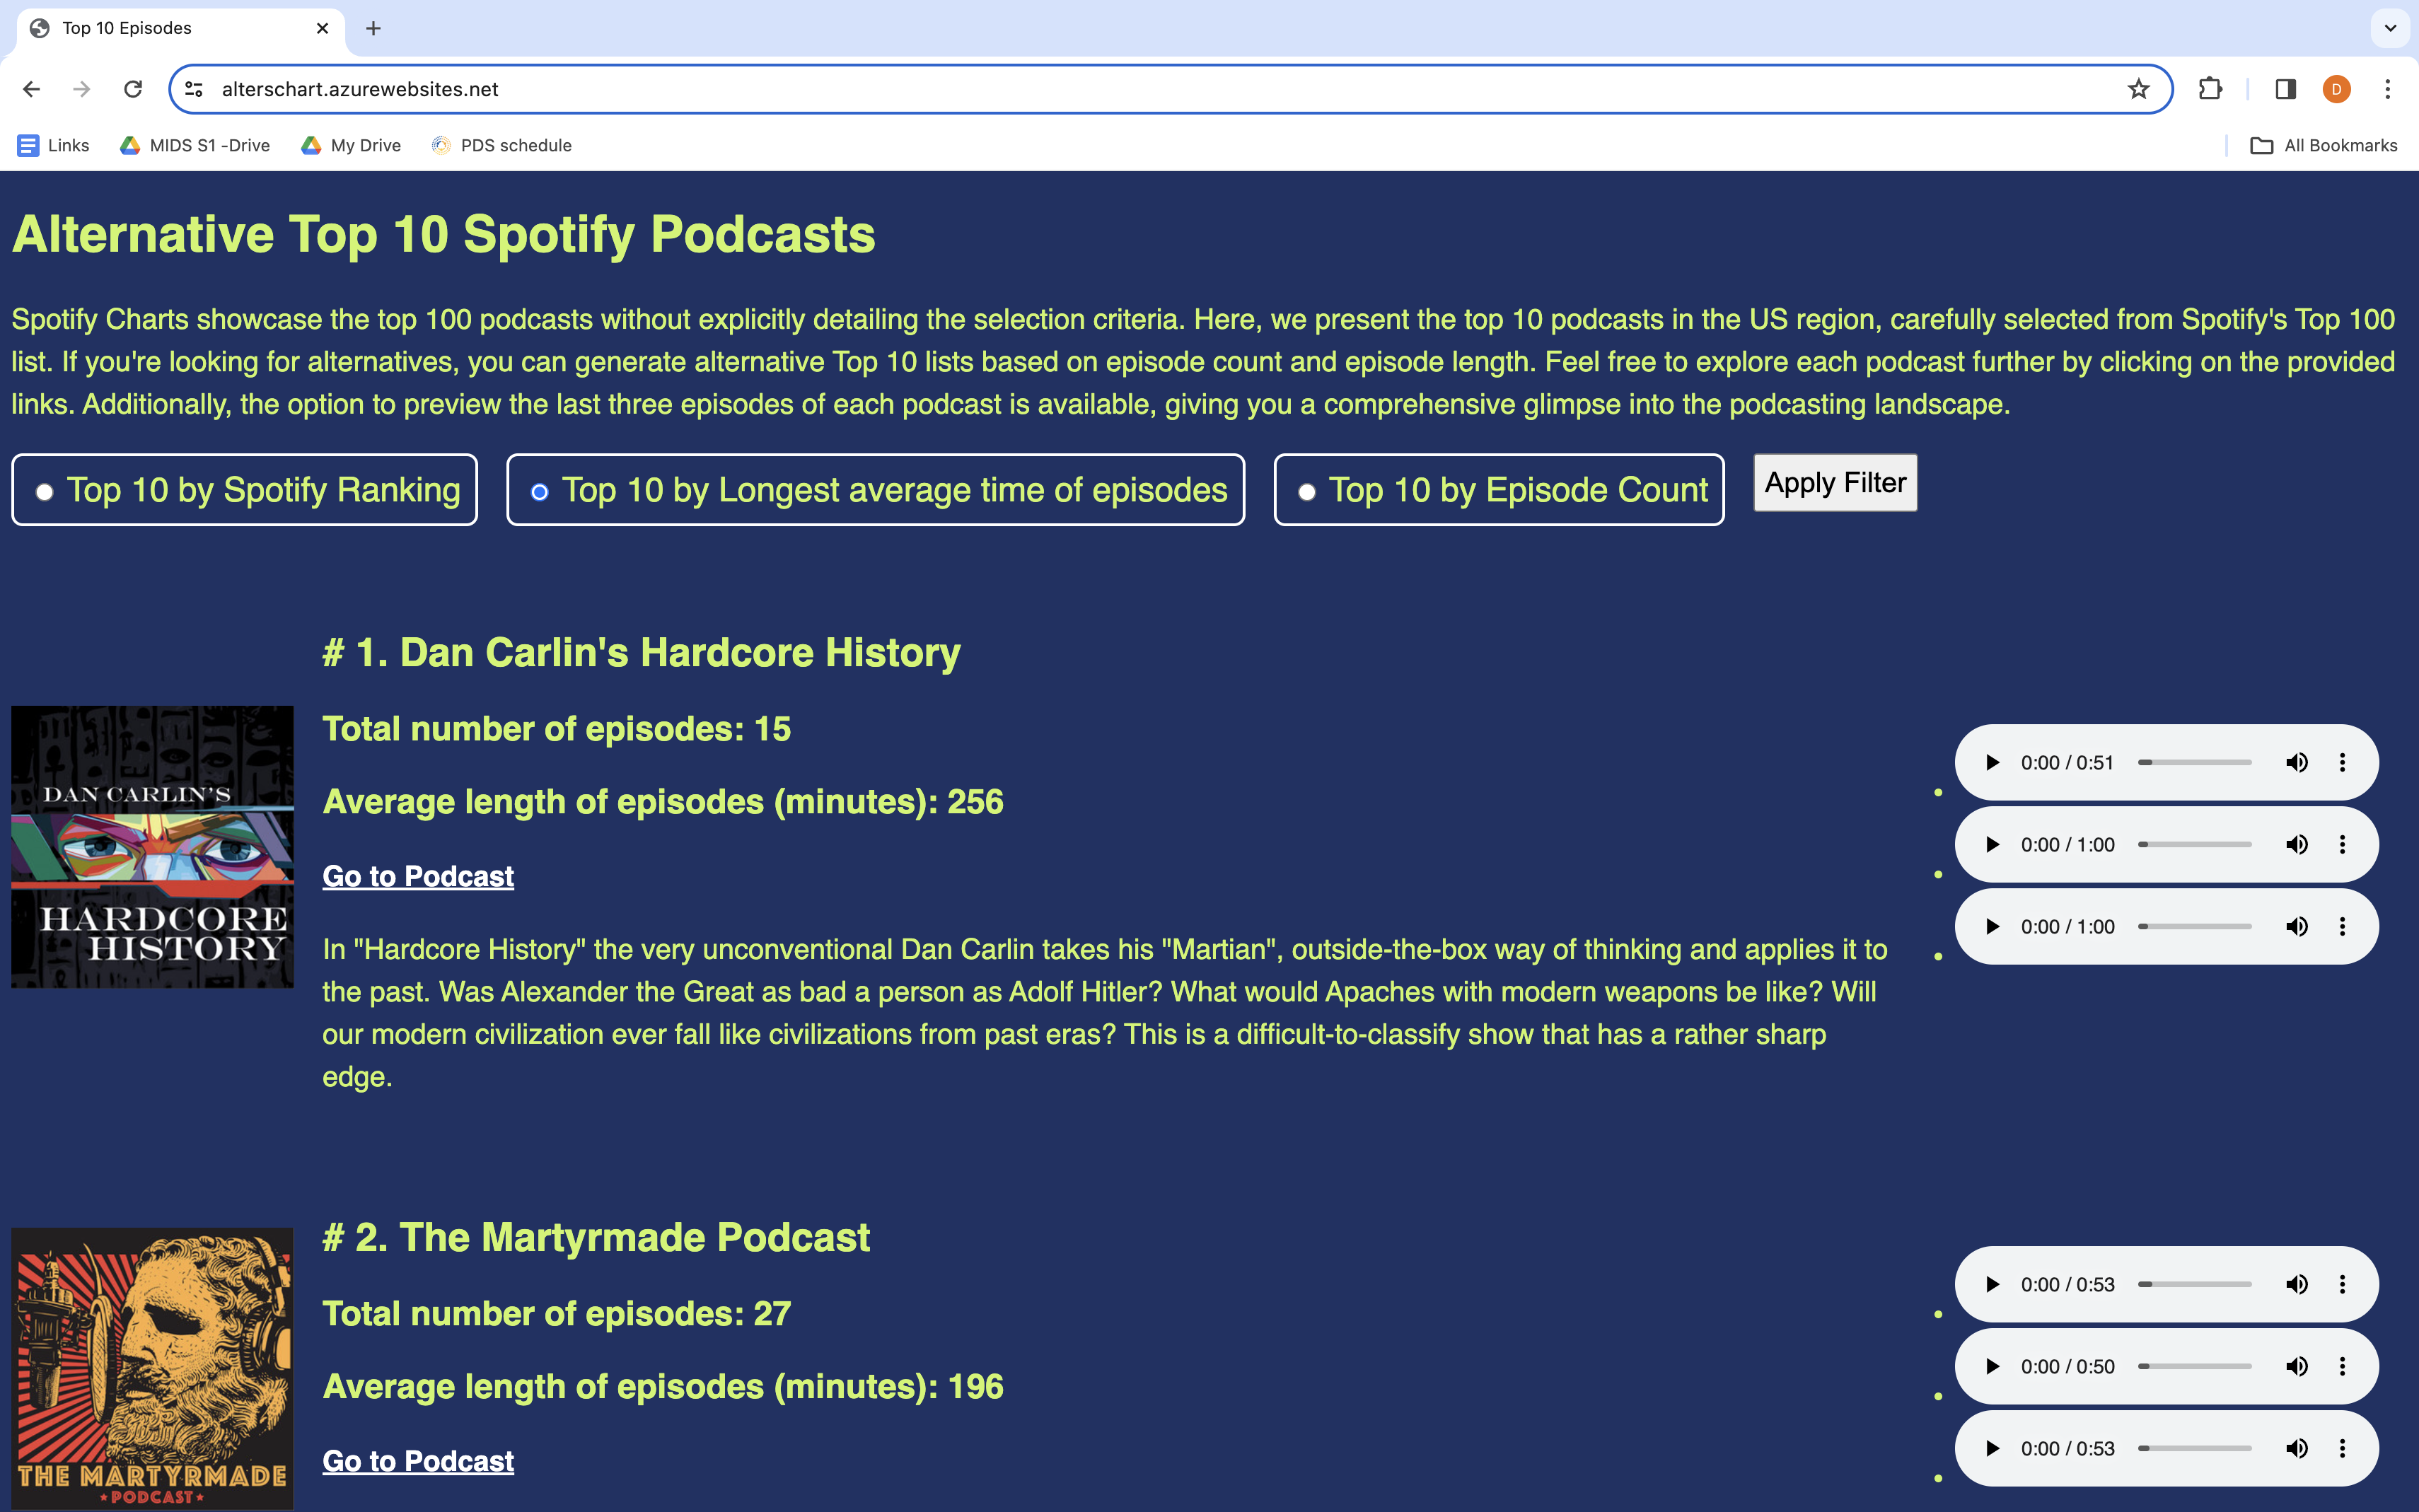 Top 10 Episodes
alterschart.azurewebsites.net
D
Links
MIDS S1 -Drive
My Drive
PDS schedule
All Bookmarks
Alternative Top 10 Spotify Podcasts
Spotify Charts showcase the top 100 podcasts without explicitly detailing the selection criteria. Here, we present the top 10 podcasts in the US region, carefully selected from Spotify's Top 100
list. If you're looking for alternatives, you can generate alternative Top 10 lists based on episode count and episode length. Feel free to explore each podcast further by clicking on the provided
links. Additionally, the option to preview the last three episodes of each podcast is available, giving you a comprehensive glimpse into the podcasting landscape.
Top 10 by Spotify Ranking
Top 10 by Longest average time of episodes
Top 10 by Episode Count
Apply Filter
DAN CARLIN'S
HARDCORE
HISTORY
# 1. Dan Carlin's Hardcore History
Total number of episodes: 15
Average length of episodes (minutes): 256
Go to Podcast
In "Hardcore History" the very unconventional Dan Carlin takes his "Martian", outside-the-box way of thinking and applies it to
the past. Was Alexander the Great as bad a person as Adolf Hitler? What would Apaches with modern weapons be like? Will
our modern civilization ever fall like civilizations from past eras? This is a difficult-to-classify show that has a rather sharp
edge.
0:00 / 0:51
0:00 / 1:00
0:00 / 1:00
THE MARTYRMADE
PODCAST
# 2. The Martyrmade Podcast
Total number of episodes: 27
Average length of episodes (minutes): 196
Go to Podcast
0:00 / 0:53
0:00 / 0:50
0:00 / 0:53